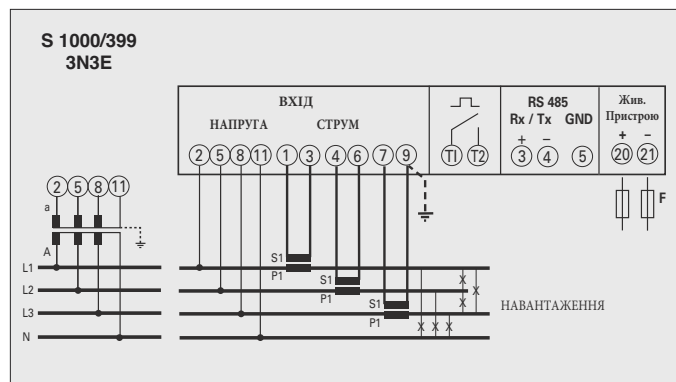 S 1000/399
3N3E
ВХІД
НАПРУГА СТРУМ
RS 485
Rx / Tx GND
+ −
Жив.
Пристрою
+ −
2 5 8 11 1 3 4 6 7 9 T1 T2 3 4 5 20 21
F
2 5 8 11
a
A
L1
L2
L3
N
S1
P1
S1
P1
S1
P1
НАВАНТАЖЕННЯ